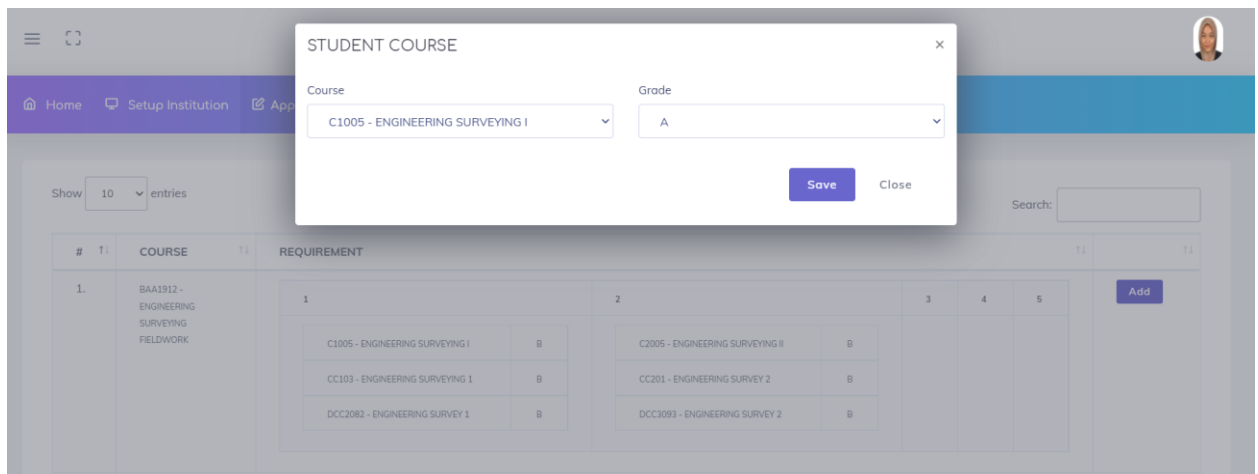 STUDENT COURSE ×
Course Grade
C1005 - ENGINEERING SURVEYING I A
Save Close
Home Setup Institution App
Show 10 entries Search:
# COURSE REQUIREMENT
1. BAA1912 - ENGINEERING SURVEYING FIELDWORK
1 2 3 4 5 Add
C1005 - ENGINEERING SURVEYING I B C2005 - ENGINEERING SURVEYING II B
CC103 - ENGINEERING SURVEYING 1 B CC201 - ENGINEERING SURVEY 2 B
DCC2082 - ENGINEERING SURVEY 1 B DCC3093 - ENGINEERING SURVEY 2 B